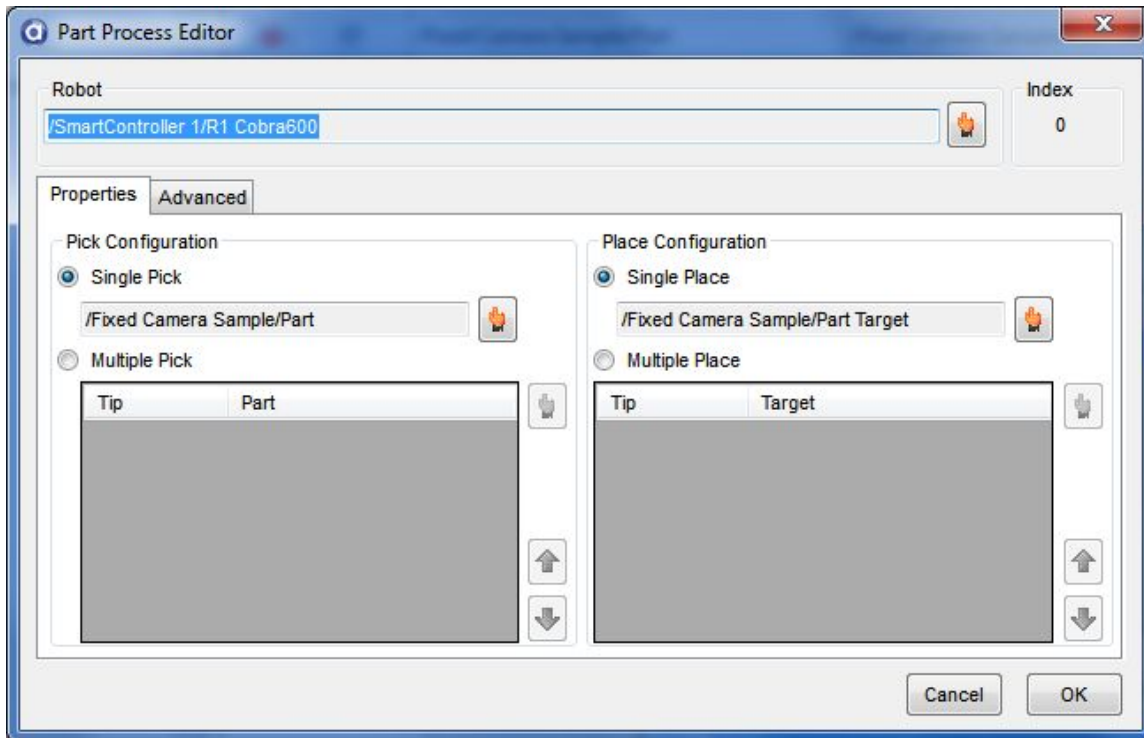 Part Process Editor
Robot
Index
/SmartController 1/R1 Cobra600
0
Properties
Advanced
Pick Configuration
Single Pick
/Fixed Camera Sample/Part
Multiple Pick
Tip Part
Place Configuration
Single Place
/Fixed Camera Sample/Part Target
Multiple Place
Tip Target
Cancel
OK